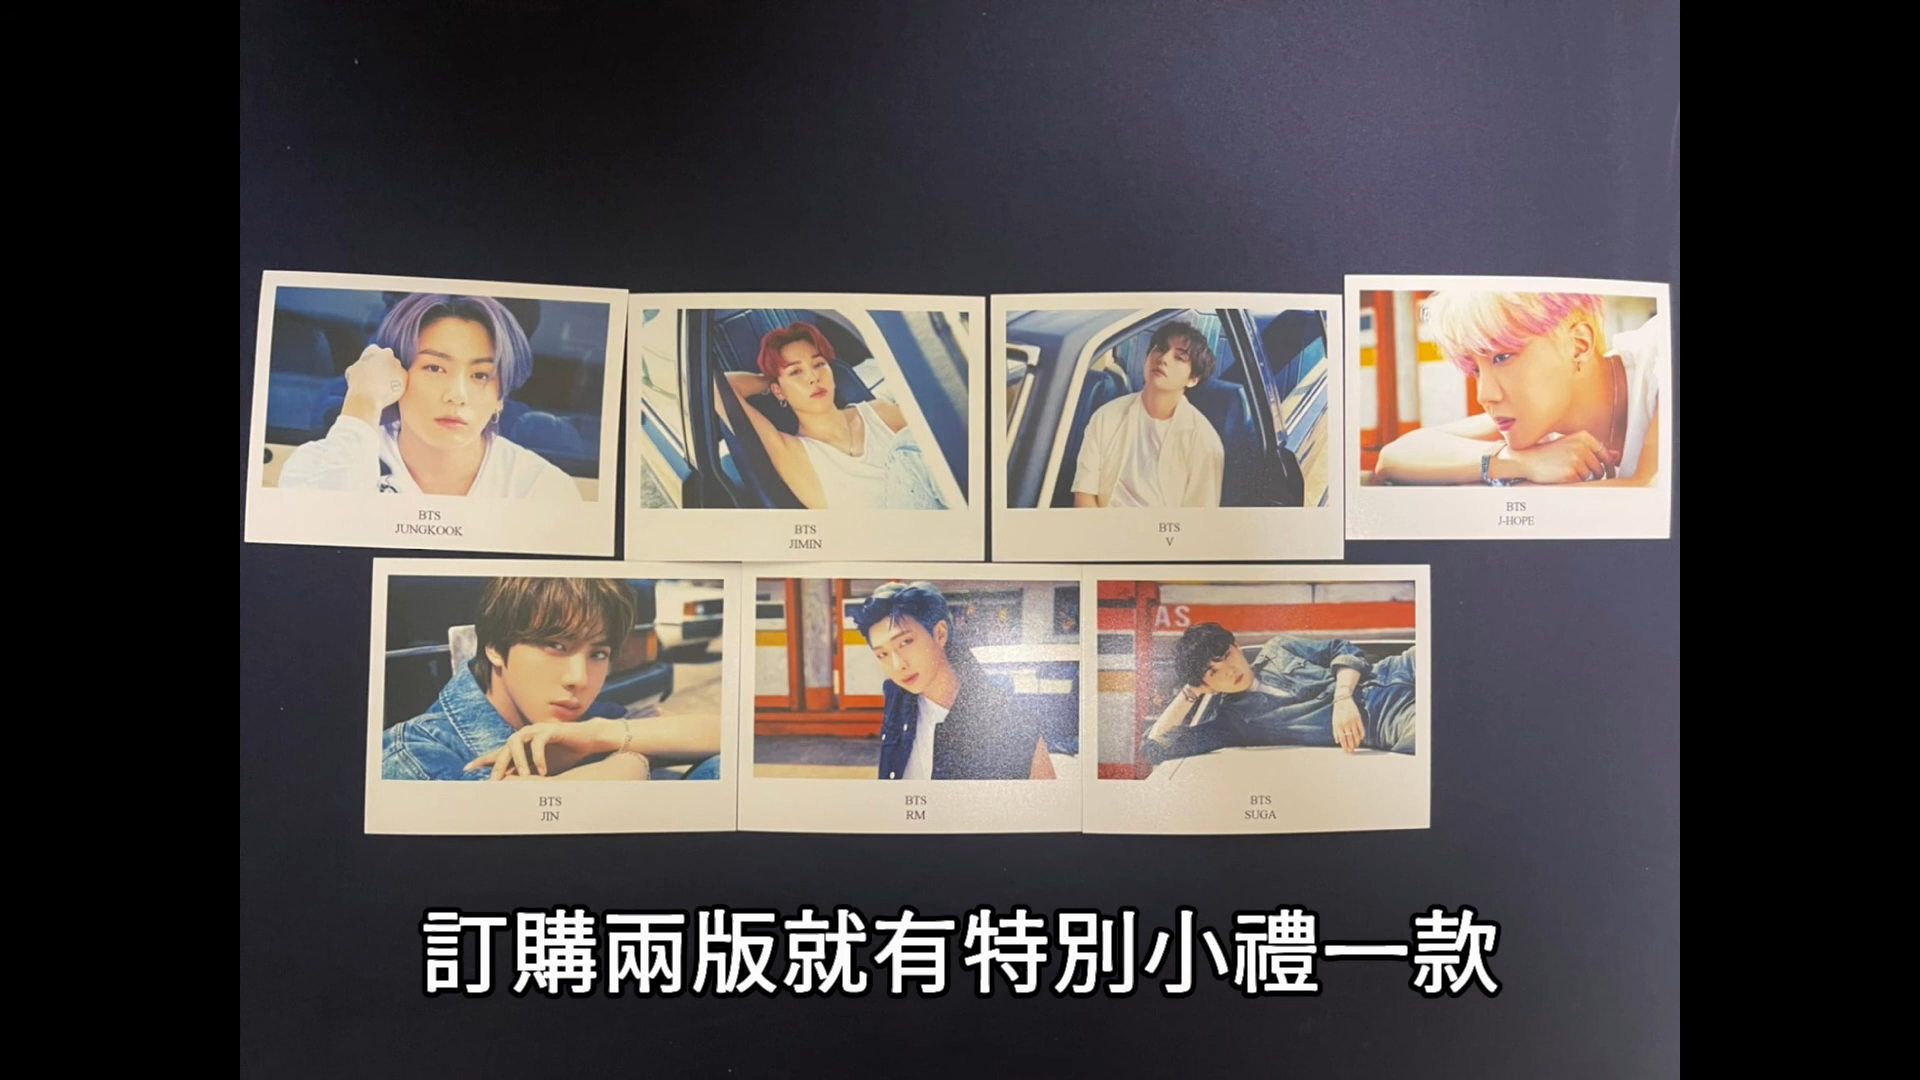 BTS
JUNGKOOK
BTS
JIMIN
BTS
V
BTS
J-HOPE
BTS
JIN
BTS
RM
AS
BTS
SUGA
訂購兩版就有特別小禮一款